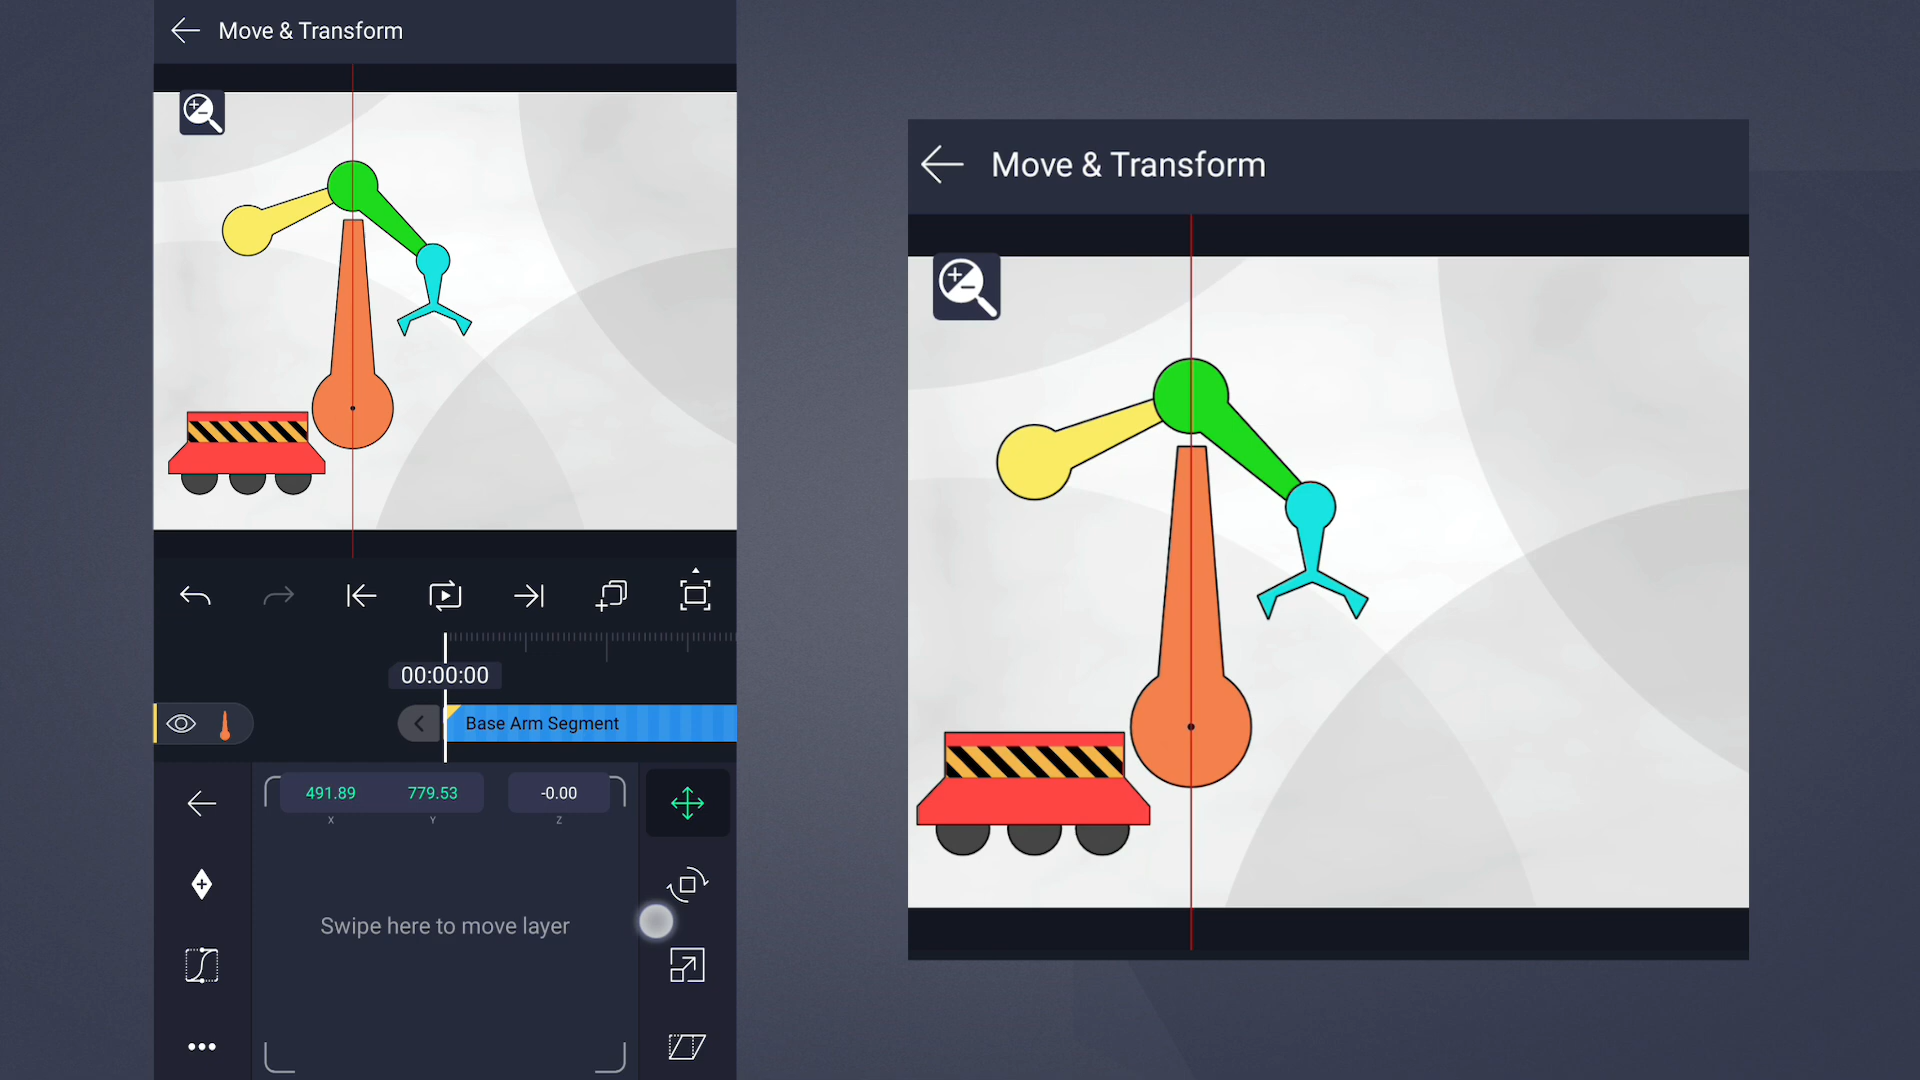 Move & Transform
00:00:00
Base Arm Segment
491.89 779.53 -0.00
X Y Z
Swipe here to move layer
Move & Transform